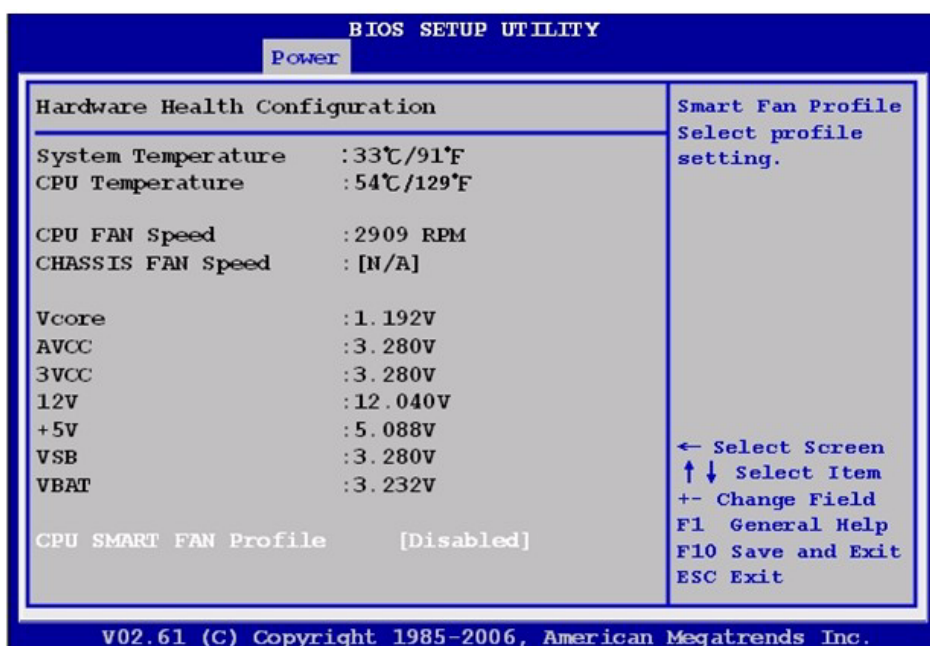 BIOS SETUP UTILITY
Power
Hardware Health Configuration
System Temperature :33℃/91°F
CPU Temperature :54℃/129°F
CPU FAN Speed :2909 RPM
CHASSIS FAN Speed :[N/A]
Vcore :1.192V
AVCC :3.280V
3VCC :3.280V
12V :12.040V
+5V :5.088V
VSB :3.280V
VBAT :3.232V
CPU SMART FAN Profile [Disabled]
Smart Fan Profile
Select profile
setting.
← Select Screen
↑↓ Select Item
+- Change Field
F1 General Help
F10 Save and Exit
ESC Exit
V02.61 (C) Copyright 1985-2006, American Megatrends Inc.